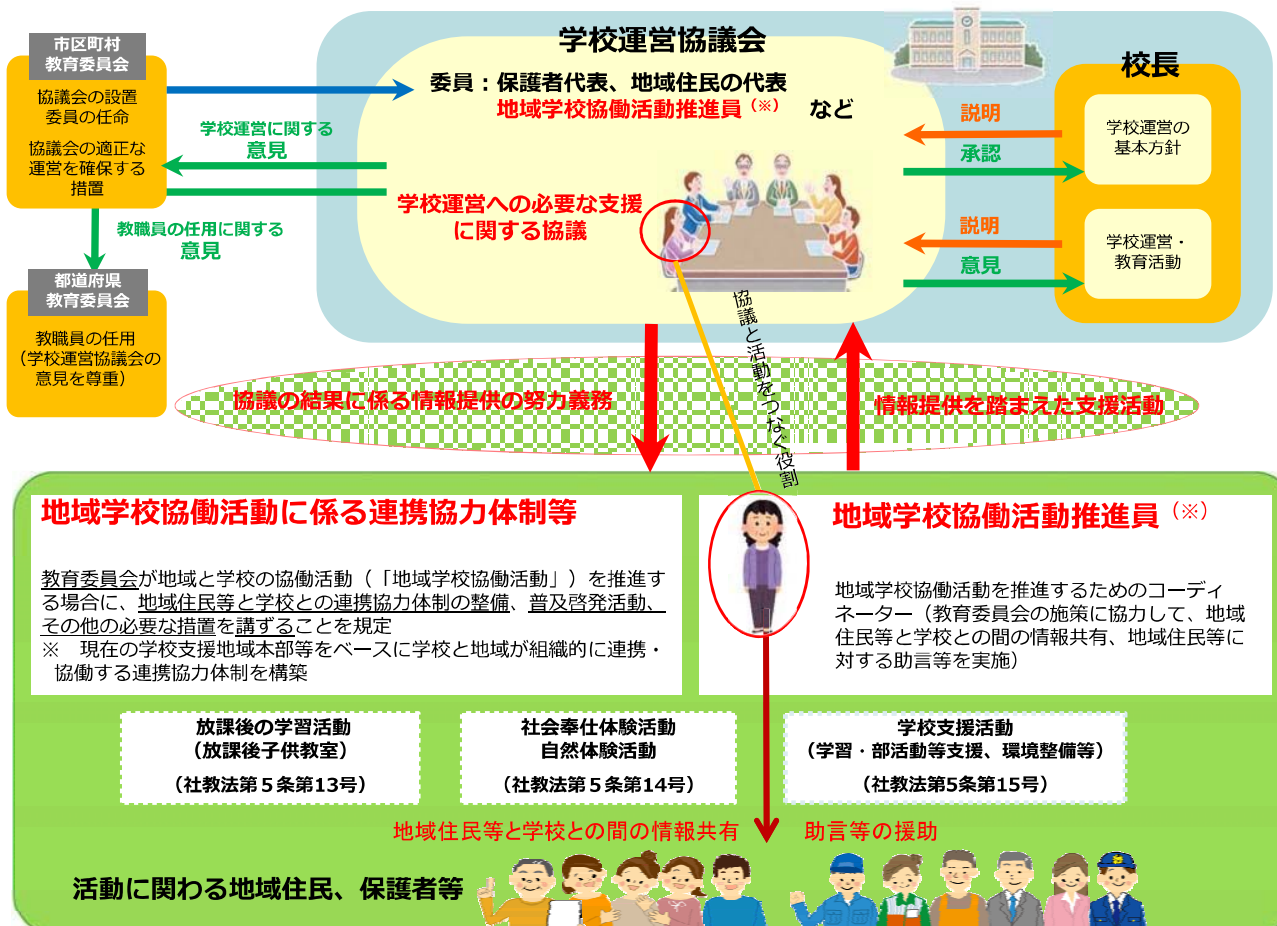 学校運営協議会
委員：保護者代表、地域住民の代表
地域学校協働活動推進員（※） など
市区町村
教育委員会
協議会の設置
委員の任命
協議会の適正な
運営を確保する
措置
学校運営に関する
意見
教職員の任用に関する
意見
都道府県
教育委員会
教職員の任用
（学校運営協議会の
意見を尊重）
学校運営への必要な支援
に関する協議
校長
説明
承認
学校運営の
基本方針
説明
意見
学校運営・
教育活動
協議と活動をつなぐ役割
協議の結果に係る情報提供の努力義務
情報提供を踏まえた支援活動
地域学校協働活動に係る連携協力体制等
教育委員会が地域と学校の協働活動（「地域学校協働活動」）を推進す
る場合に、地域住民等と学校との連携協力体制の整備、普及啓発活動、
その他の必要な措置を講ずることを規定
※　現在の学校支援地域本部等をベースに学校と地域が組織的に連携・
協働する連携協力体制を構築
地域学校協働活動推進員（※）
地域学校協働活動を推進するためのコーディ
ネーター（教育委員会の施策に協力して、地域
住民等と学校との間の情報共有、地域住民等に
対する助言等を実施）
放課後の学習活動
（放課後子供教室）
（社教法第５条第13号）
社会奉仕体験活動
自然体験活動
（社教法第５条第14号）
学校支援活動
（学習・部活動等支援、環境整備等）
（社教法第5条第15号）
地域住民等と学校との間の情報共有
助言等の援助
活動に関わる地域住民、保護者等